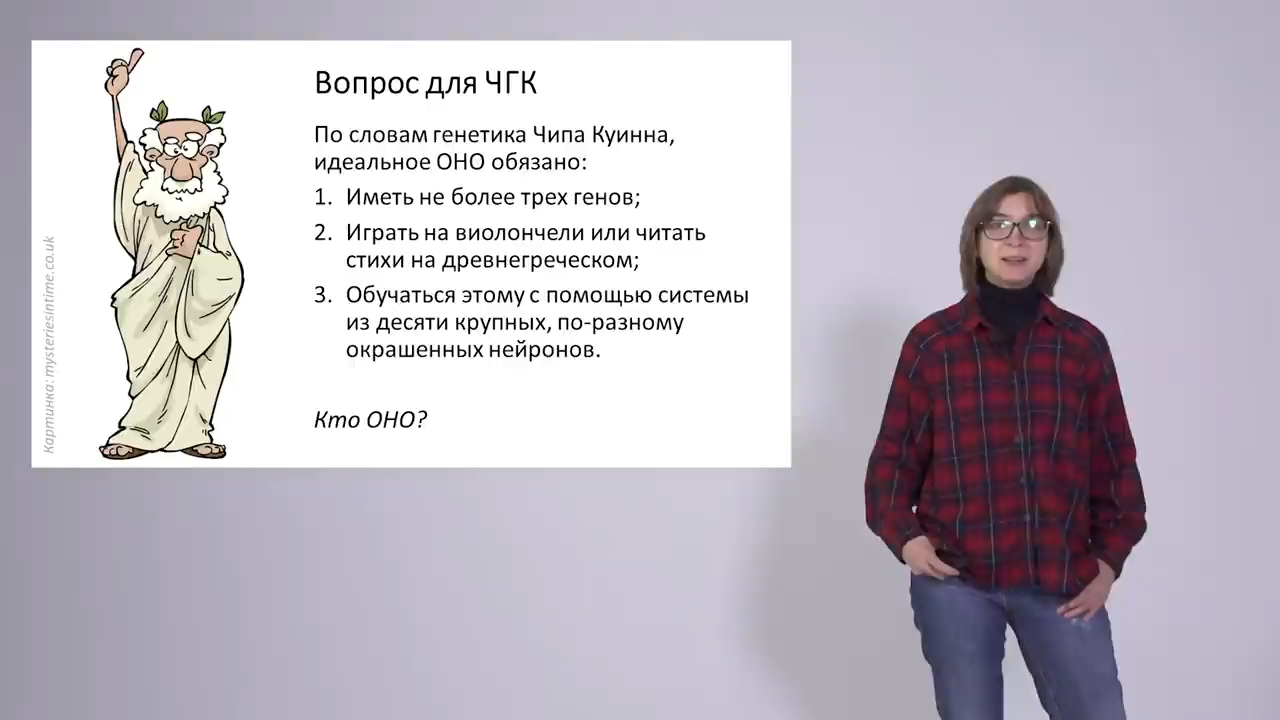 Вопрос для ЧГК
По словам генетика Чипа Куинна,
идеальное ОНО обязано:
1. Иметь не более трех генов;
2. Играть на виолончели или читать
стихи на древнегреческом;
3. Обучаться этому с помощью системы
из десяти крупных, по-разному
окрашенных нейронов.
Кто ОНО?
Картинка: mysteriesintime.co.uk